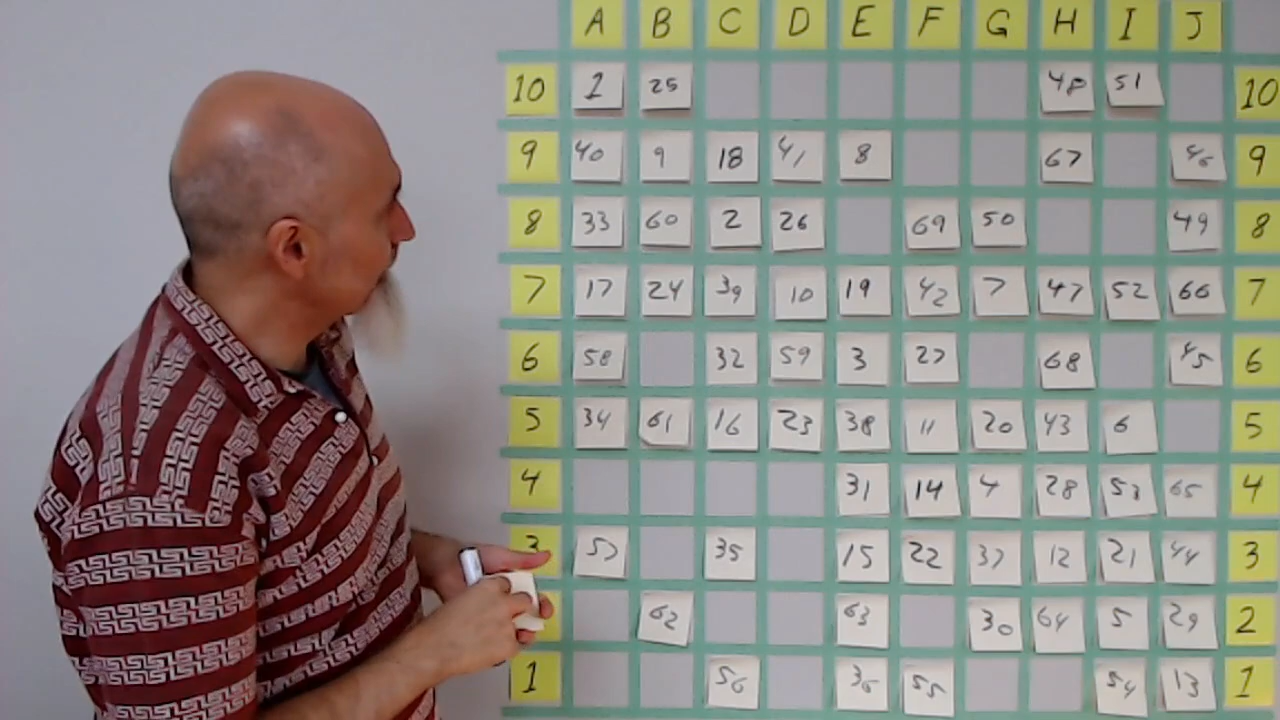 A B C D E F G H I J
10 1 25 48 51 10
9 40 9 18 41 8 67 46 9
8 33 60 2 26 69 50 49 8
7 17 24 39 10 19 42 7 47 52 66 7
6 58 32 59 3 27 68 45 6
5 34 61 16 23 38 11 20 43 6 5
4 31 14 4 28 53 65 4
3 57 35 15 22 37 12 21 44 3
62 63 30 64 5 29 2
1 56 36 55 54 13 1